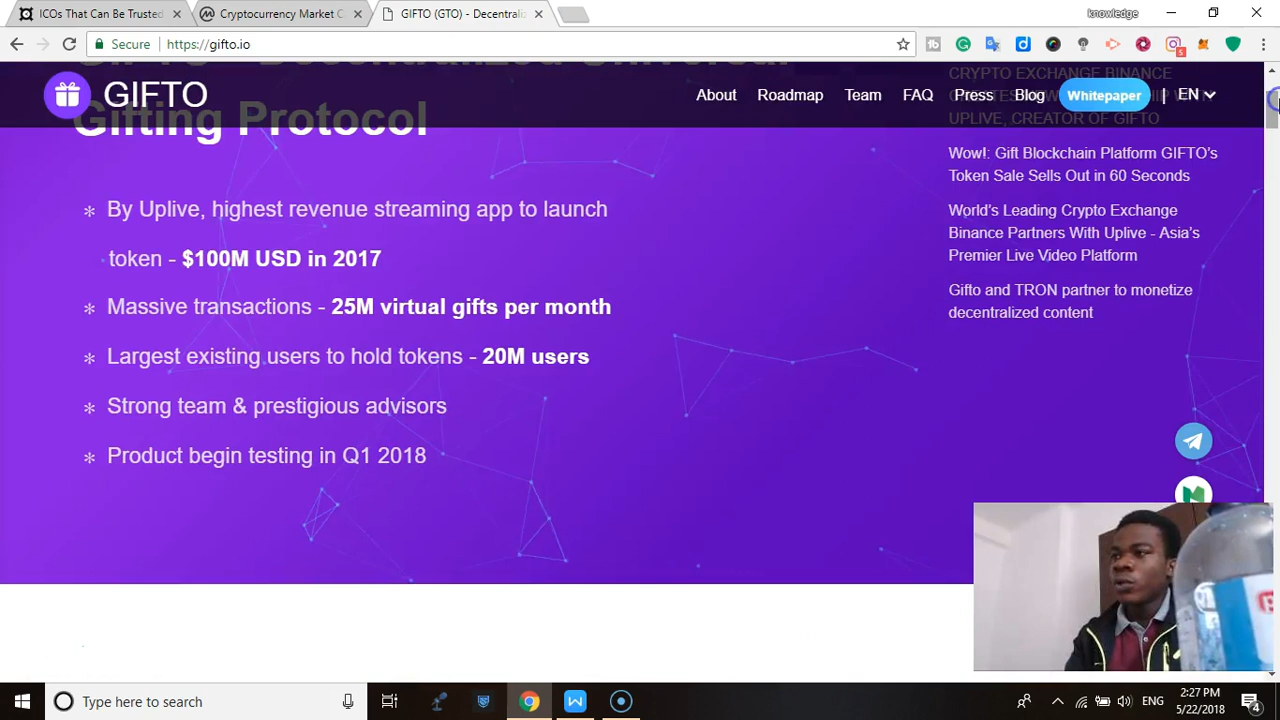 ICOs That Can Be Trusted
Cryptocurrency Market C
GIFTO (GTO) - Decentraliz
knowledge
Secure
https://gifto.io
GIFTO
About
Roadmap
Team
FAQ
Press
Blog
Whitepaper
EN
GIFTO - Decentralized Universal
Gifting Protocol
* By Uplive, highest revenue streaming app to launch
token - $100M USD in 2017
* Massive transactions - 25M virtual gifts per month
* Largest existing users to hold tokens - 20M users
* Strong team & prestigious advisors
* Product begin testing in Q1 2018
CRYPTO EXCHANGE BINANCE
UPLIVE, CREATOR OF GIFTO
Wow!: Gift Blockchain Platform GIFTO's
Token Sale Sells Out in 60 Seconds
World's Leading Crypto Exchange
Binance Partners With Uplive - Asia's
Premier Live Video Platform
Gifto and TRON partner to monetize
decentralized content
Type here to search
ENG
2:27 PM
5/22/2018
4